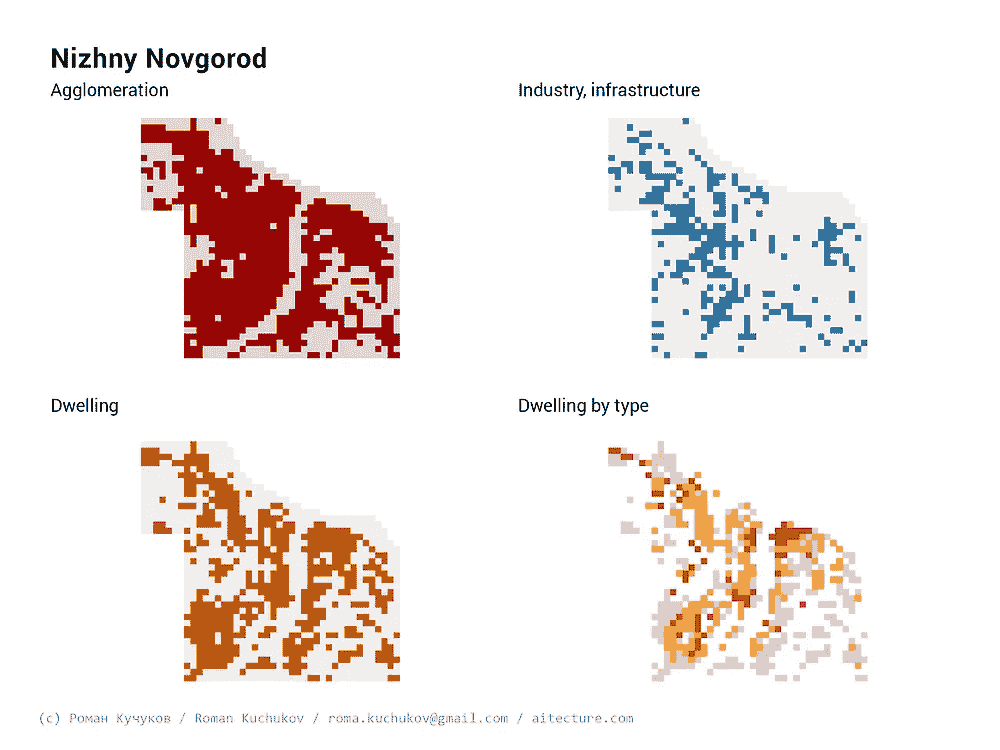 Nizhny Novgorod
Agglomeration
Industry, infrastructure
Dwelling
Dwelling by type
(c) Роман Кучуков / Roman Kuchukov / roma.kuchukov@gmail.com / aitecture.com